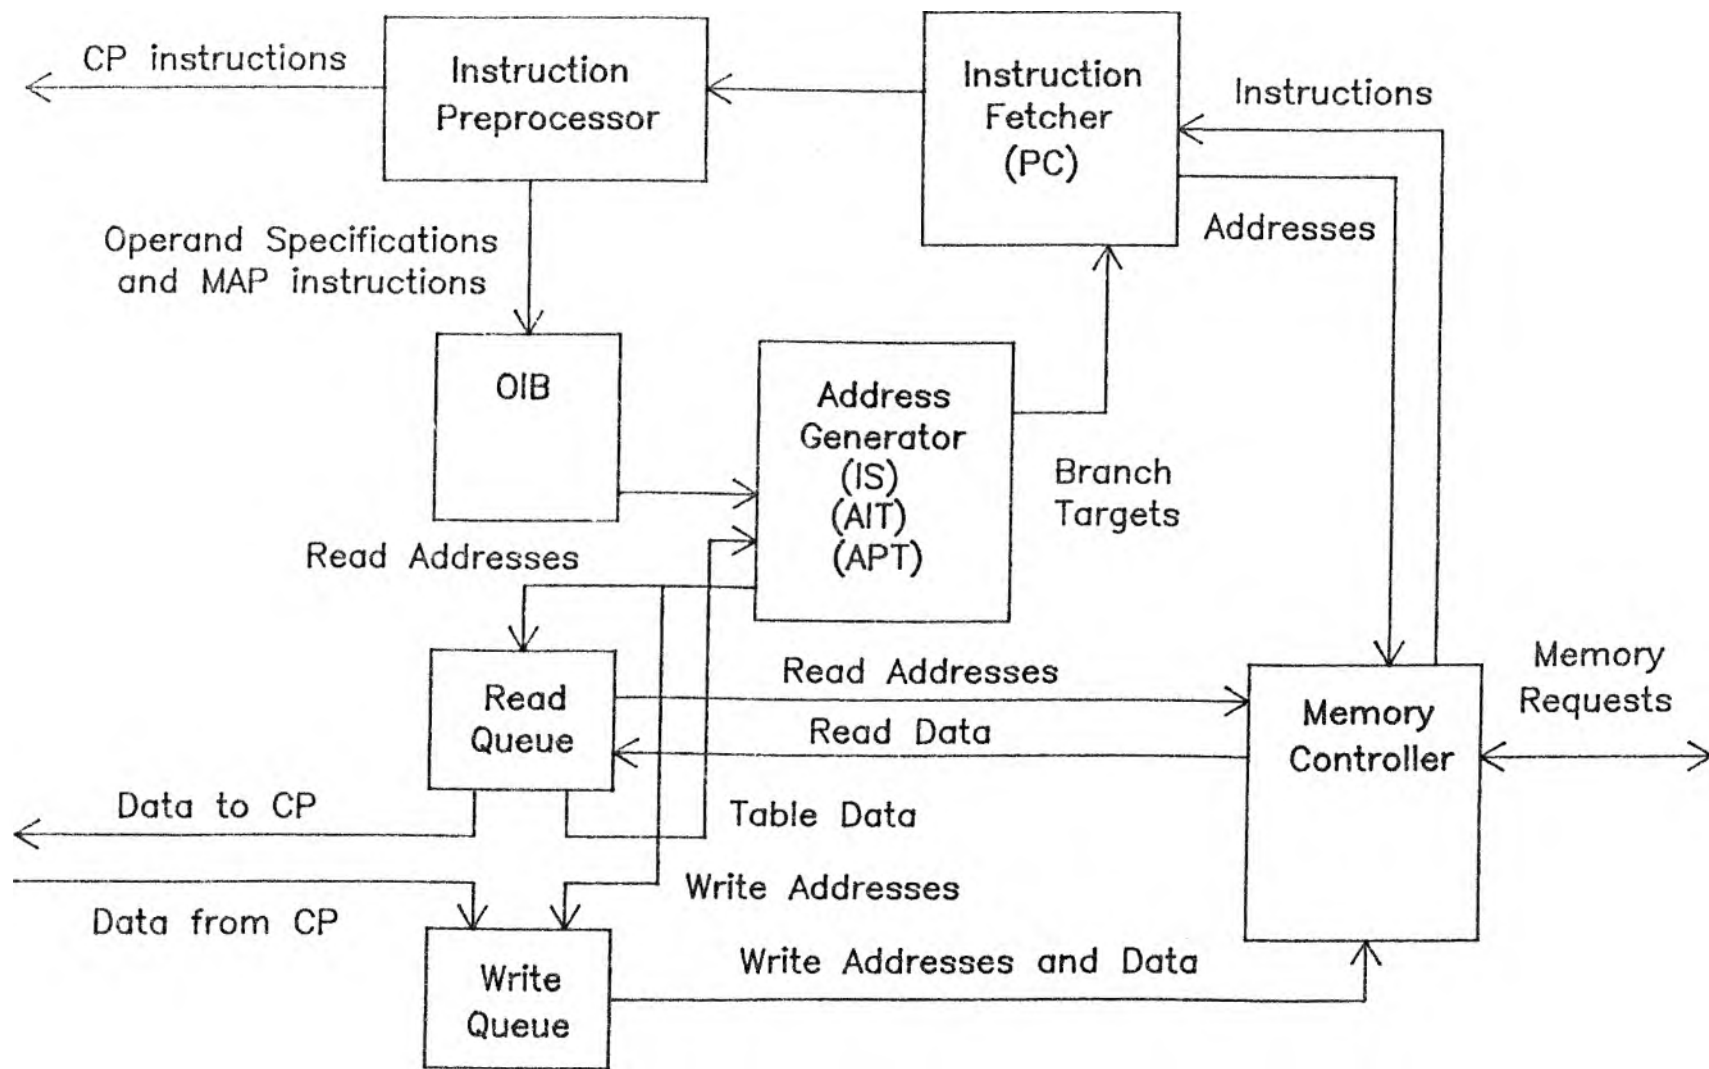 CP instructions
Instruction
Preprocessor
Instruction
Fetcher
(PC)
Instructions
Addresses
Operand Specifications
and MAP instructions
OIB
Address
Generator
(IS)
(AIT)
(APT)
Branch
Targets
Read Addresses
Read
Queue
Read Addresses
Read Data
Memory
Controller
Memory
Requests
Data to CP
Table Data
Data from CP
Write Addresses
Write
Queue
Write Addresses and Data